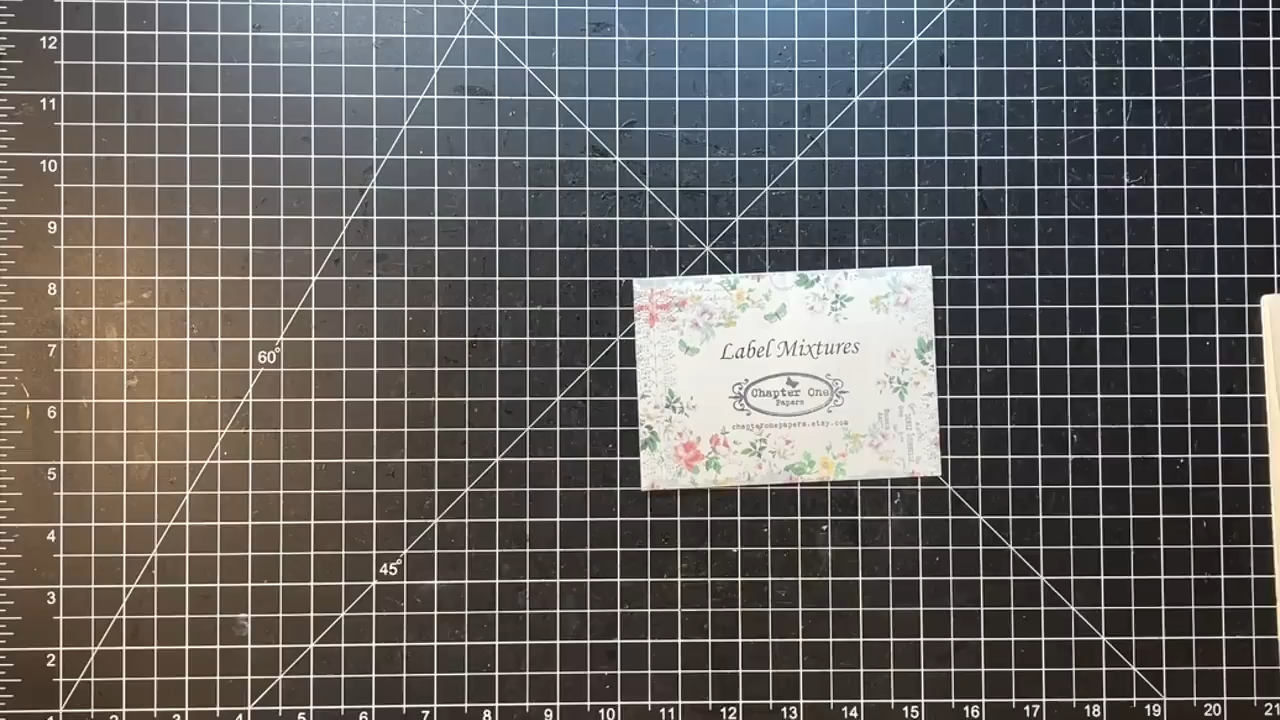 12
11
10
9
8
7
60°
6
5
4
45°
3
2
1 2 3 4 5 6 7 8 9 10 11 12 13 14 15 16 17 18 19 20 21
Label Mixtures
Chapter One
Papers
chapteronepapers.etsy.com